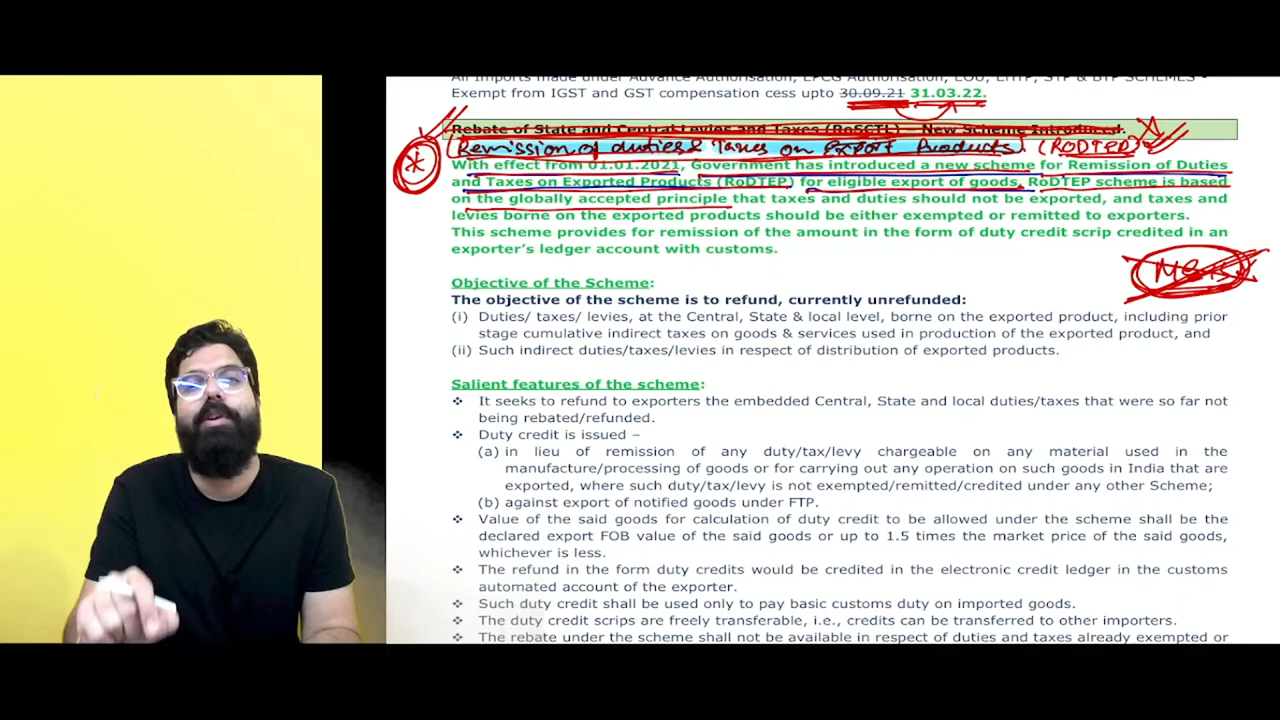 All Imports made under Advance Authorisation, EPCG Authorisation, EOU, EHTP, STP & BTP SCHEMES -
Exempt from IGST and GST compensation cess upto 30.09.21 31.03.22.
Rebate of State and Central Levies and Taxes (RoSCTL) – New Scheme Introduced.
(Remission of duties & Taxes on Export Products). (RODTEP)
With effect from 01.01.2021, Government has introduced a new scheme for Remission of Duties
and Taxes on Exported Products (RoDTEP) for eligible export of goods. RoDTEP scheme is based
on the globally accepted principle that taxes and duties should not be exported, and taxes and
levies borne on the exported products should be either exempted or remitted to exporters.
This scheme provides for remission of the amount in the form of duty credit scrip credited in an
exporter's ledger account with customs.
MEIS
Objective of the Scheme:
The objective of the scheme is to refund, currently unrefunded:
(i) Duties/ taxes/ levies, at the Central, State & local level, borne on the exported product, including prior
stage cumulative indirect taxes on goods & services used in production of the exported product, and
(ii) Such indirect duties/taxes/levies in respect of distribution of exported products.
Salient features of the scheme:
❖ It seeks to refund to exporters the embedded Central, State and local duties/taxes that were so far not
being rebated/refunded.
❖ Duty credit is issued –
(a) in lieu of remission of any duty/tax/levy chargeable on any material used in the
manufacture/processing of goods or for carrying out any operation on such goods in India that are
exported, where such duty/tax/levy is not exempted/remitted/credited under any other Scheme;
(b) against export of notified goods under FTP.
❖ Value of the said goods for calculation of duty credit to be allowed under the scheme shall be the
declared export FOB value of the said goods or up to 1.5 times the market price of the said goods,
whichever is less.
❖ The refund in the form duty credits would be credited in the electronic credit ledger in the customs
automated account of the exporter.
❖ Such duty credit shall be used only to pay basic customs duty on imported goods.
❖ The duty credit scrips are freely transferable, i.e., credits can be transferred to other importers.
❖ The rebate under the scheme shall not be available in respect of duties and taxes already exempted or